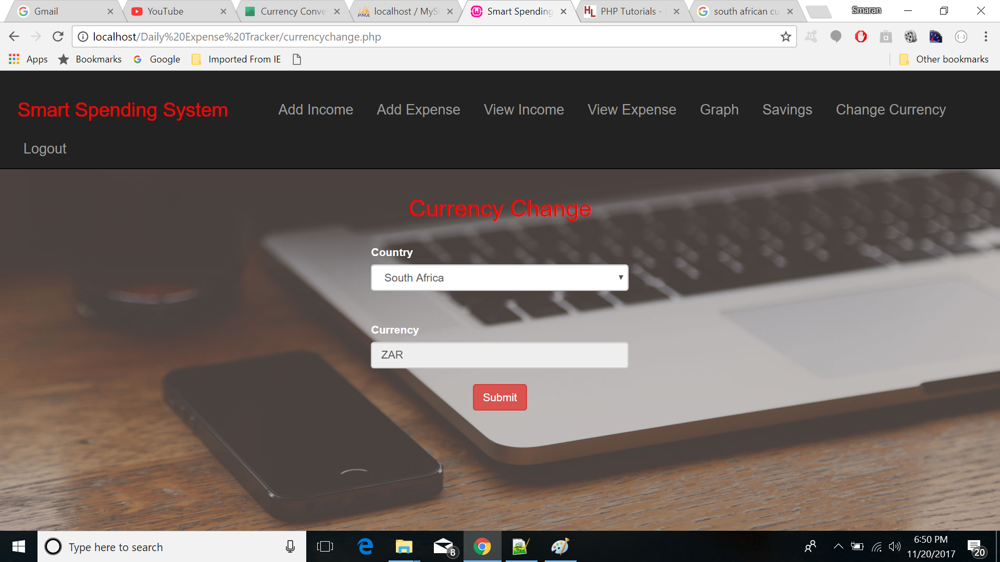 Gmail
YouTube
Currency Conve
localhost / MyS
Smart Spending
HL PHP Tutorials -
south african cu
Smaran
localhost/Daily%20Expense%20Tracker/currencychange.php
Apps
Bookmarks
Google
Imported From IE
Other bookmarks
Smart Spending System
Add Income
Add Expense
View Income
View Expense
Graph
Savings
Change Currency
Logout
Currency Change
Country
South Africa
Currency
ZAR
Submit
Type here to search
8
6:50 PM
11/20/2017
20